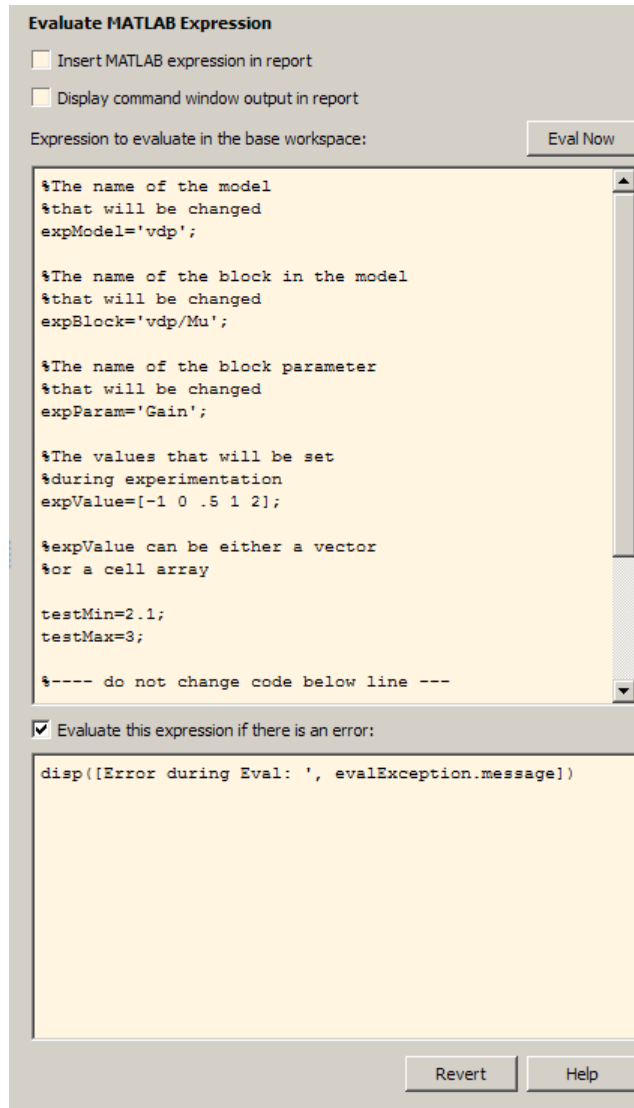 Evaluate MATLAB Expression
Insert MATLAB expression in report
Display command window output in report
Expression to evaluate in the base workspace:
Eval Now
%The name of the model
%that will be changed
expModel='vdp';
%The name of the block in the model
%that will be changed
expBlock='vdp/Mu';
%The name of the block parameter
%that will be changed
expParam='Gain';
%The values that will be set
%during experimentation
expValue=[-1 0 .5 1 2];
%expValue can be either a vector
%or a cell array
testMin=2.1;
testMax=3;
%---- do not change code below line ---
Evaluate this expression if there is an error:
disp([Error during Eval: ', evalException.message])
Revert
Help